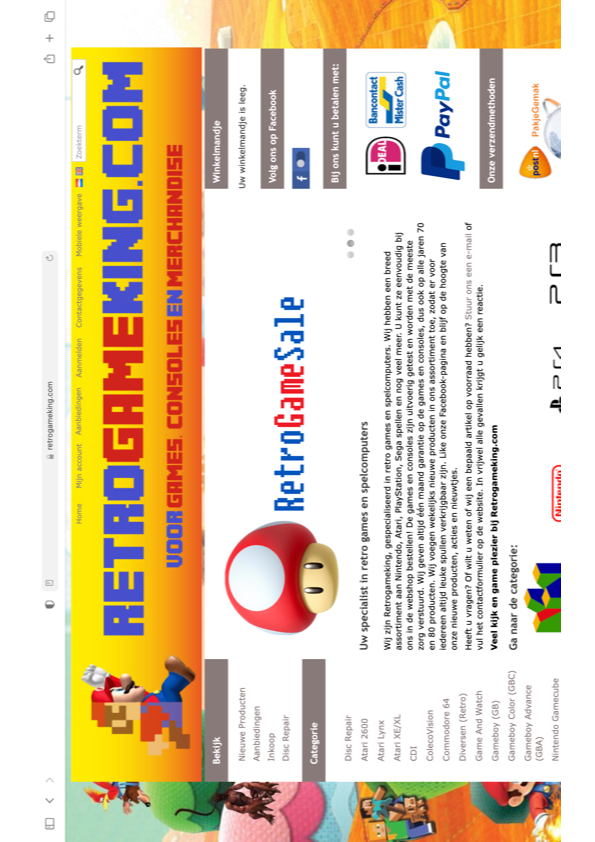 retrogameking.com
Home Mijn account Aanbiedingen Aanmelden Contactgegevens Mobiele weergave Zoekterm
RETROGAMEKING.COM
VOOR GAMES, CONSOLES EN MERCHANDISE
Bekijk
Nieuwe Producten
Aanbiedingen
Inkoop
Disc Repair
Categorie
Disc Repair
Atari 2600
Atari Lynx
Atari XE/XL
CDI
ColecoVision
Commodore 64
Diversen (Retro)
Game And Watch
Gameboy (GB)
Gameboy Color (GBC)
Gameboy Advance
(GBA)
Nintendo Gamecube
RetroGameSale
Uw specialist in retro games en spelcomputers
Wij zijn Retrogameking, gespecialiseerd in retro games en spelcomputers. Wij hebben een breed
assortiment aan Nintendo, Atari, PlayStation, Sega spellen en nog veel meer. U kunt ze eenvoudig bij
ons in de webshop bestellen! De games en consoles zijn uitvoerig getest en worden met de meeste
zorg verstuurd. Wij geven altijd één maand garantie op de games en consoles, dus ook op alle jaren 70
en 80 producten. Wij voegen wekelijks nieuwe producten in ons assortiment toe, zodat er voor
iedereen altijd leuke spullen verkrijgbaar zijn. Like onze Facebook-pagina en blijf op de hoogte van
onze nieuwe producten, acties en nieuwtjes.
Heeft u vragen? Of wilt u weten of wij een bepaald artikel op voorraad hebben? Stuur ons een e-mail of
vul het contactformulier op de website. In vrijwel alle gevallen krijgt u gelijk een reactie.
Veel kijk en game plezier bij Retrogameking.com
Ga naar de categorie:
Nintendo
PS4
PS3
Winkelmandje
Uw winkelmandje is leeg.
Volg ons op Facebook
f
Bij ons kunt u betalen met:
iDEAL
Bancontact
Mister Cash
PayPal
Onze verzendmethoden
post nl
PakjeGemak